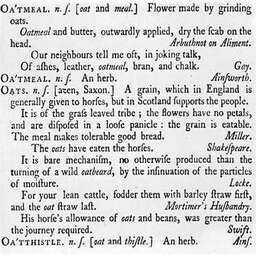 OA'TMEAL. n. ſ. [oat and meal.] Flower made by grinding
oats.
Oatmeal and butter, outwardly applied, dry the ſcab on the
head. Arbuthnot on Aliment.
Our neighbours tell me oft, in joking talk,
Of aſhes, leather, oatmeal, bran, and chalk. Gay.
OA'TMEAL. n. ſ. An herb. Ainſworth.
OATS. n. ſ. [aꞇen, Saxon.] A grain, which in England is
generally given to horſes, but in Scotland ſupports the people.
It is of the graſs leaved tribe; the flowers have no petals,
and are diſpoſed in a looſe panicle: the grain is eatable.
The meal makes tolerable good bread. Miller.
The oats have eaten the horſes. Shakeſpeare.
It is bare mechaniſm, no otherwiſe produced than the
turning of a wild oatbeard, by the inſinuation of the particles
of moiſture. Locke.
For your lean cattle, fodder them with barley ſtraw firſt,
and the oat ſtraw laſt. Mortimer's Huſbandry.
His horſe's allowance of oats and beans, was greater than
the journey required. Swift.
OA'TTHISTLE. n. ſ. [oat and thiſtle.] An herb. Ainſ.